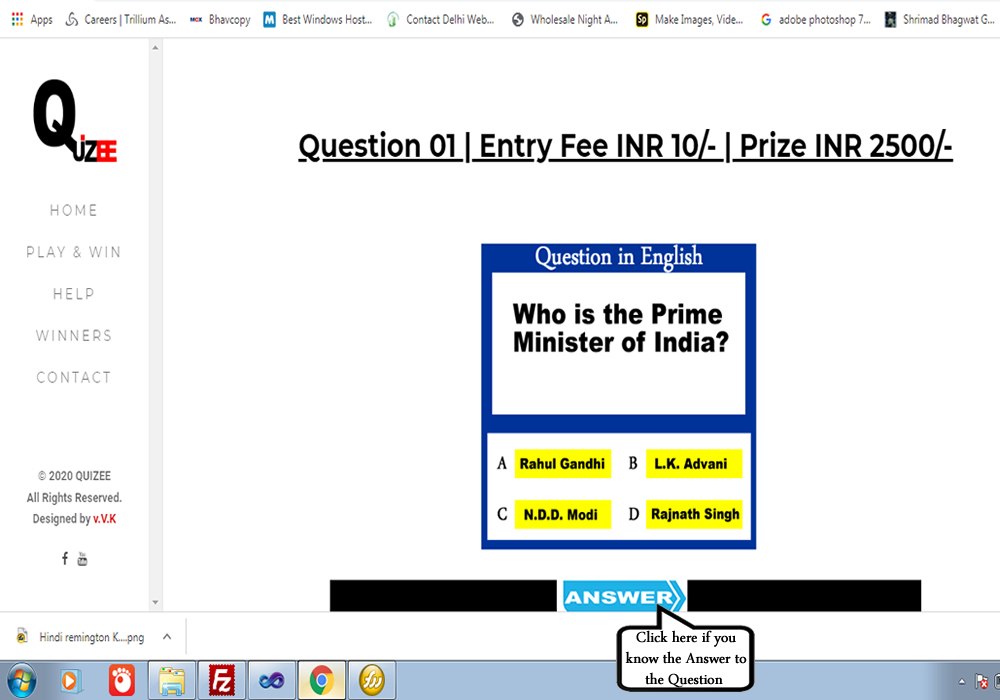 Apps
Careers | Trillium As...
MCX Bhavcopy
M Best Windows Host...
Contact Delhi Web...
Wholesale Night A...
Sp Make Images, Vide...
G adobe photoshop 7...
Shrimad Bhagwat G...
QUIZEE
HOME
PLAY & WIN
HELP
WINNERS
CONTACT
© 2020 QUIZEE
All Rights Reserved.
Designed by v.V.K
Question 01 | Entry Fee INR 10/- | Prize INR 2500/-
Question in English
Who is the Prime
Minister of India?
A Rahul Gandhi B L.K. Advani
C N.D.D. Modi D Rajnath Singh
ANSWER
Click here if you
know the Answer to
the Question
Hindi remington K....png
Fz